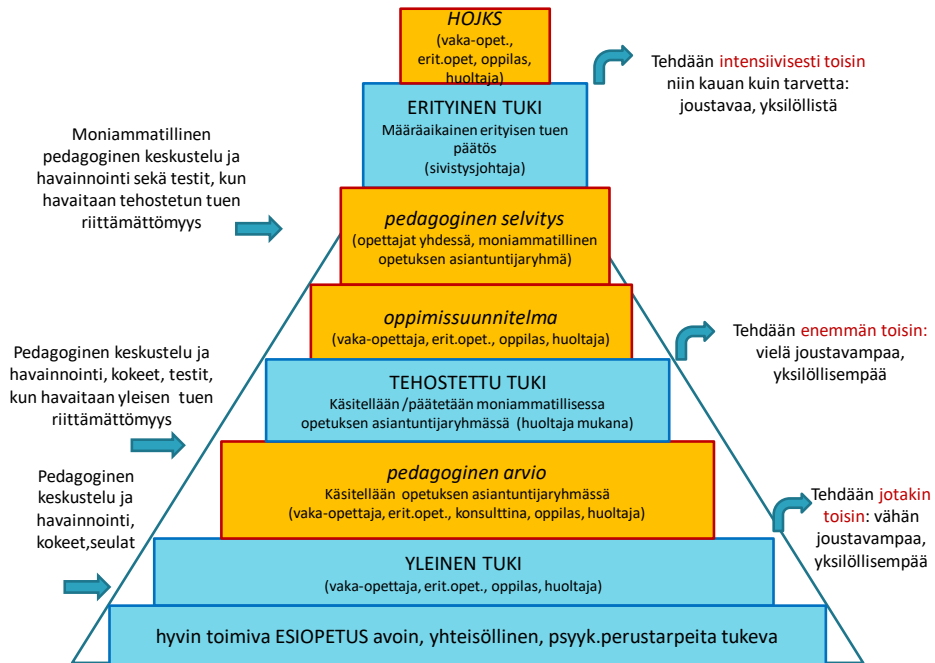 HOJKS
(vaka-opet.,
erit.opet, oppilas,
huoltaja)
Tehdään intensiivisesti toisin
niin kauan kuin tarvetta:
joustavaa, yksilöllistä
ERITYINEN TUKI
Määräaikainen erityisen tuen
päätös
(sivistysjohtaja)
Moniammatillinen
pedagoginen keskustelu ja
havainnointi sekä testit, kun
havaitaan tehostetun tuen
riittämättömyys
pedagoginen selvitys
(opettajat yhdessä, moniammatillinen
opetuksen asiantuntijaryhmä)
oppimissuunnitelma
(vaka-opettaja, erit.opet., oppilas, huoltaja)
Tehdään enemmän toisin:
vielä joustavampaa,
yksilöllisempää
Pedagoginen keskustelu ja
havainnointi, kokeet, testit,
kun havaitaan yleisen tuen
riittämättömyys
TEHOSTETTU TUKI
Käsitellään /päätetään moniammatillisessa
opetuksen asiantuntijaryhmässä (huoltaja mukana)
pedagoginen arvio
Käsitellään opetuksen asiantuntijaryhmässä
(vaka-opettaja, erit.opet., konsulttina, oppilas, huoltaja)
Pedagoginen
keskustelu ja
havainnointi,
kokeet,seulat
Tehdään jotakin
toisin: vähän
joustavampaa,
yksilöllisempää
YLEINEN TUKI
(vaka-opettaja, erit.opet., oppilas, huoltaja)
hyvin toimiva ESIOPETUS avoin, yhteisöllinen, psyyk.perustarpeita tukeva